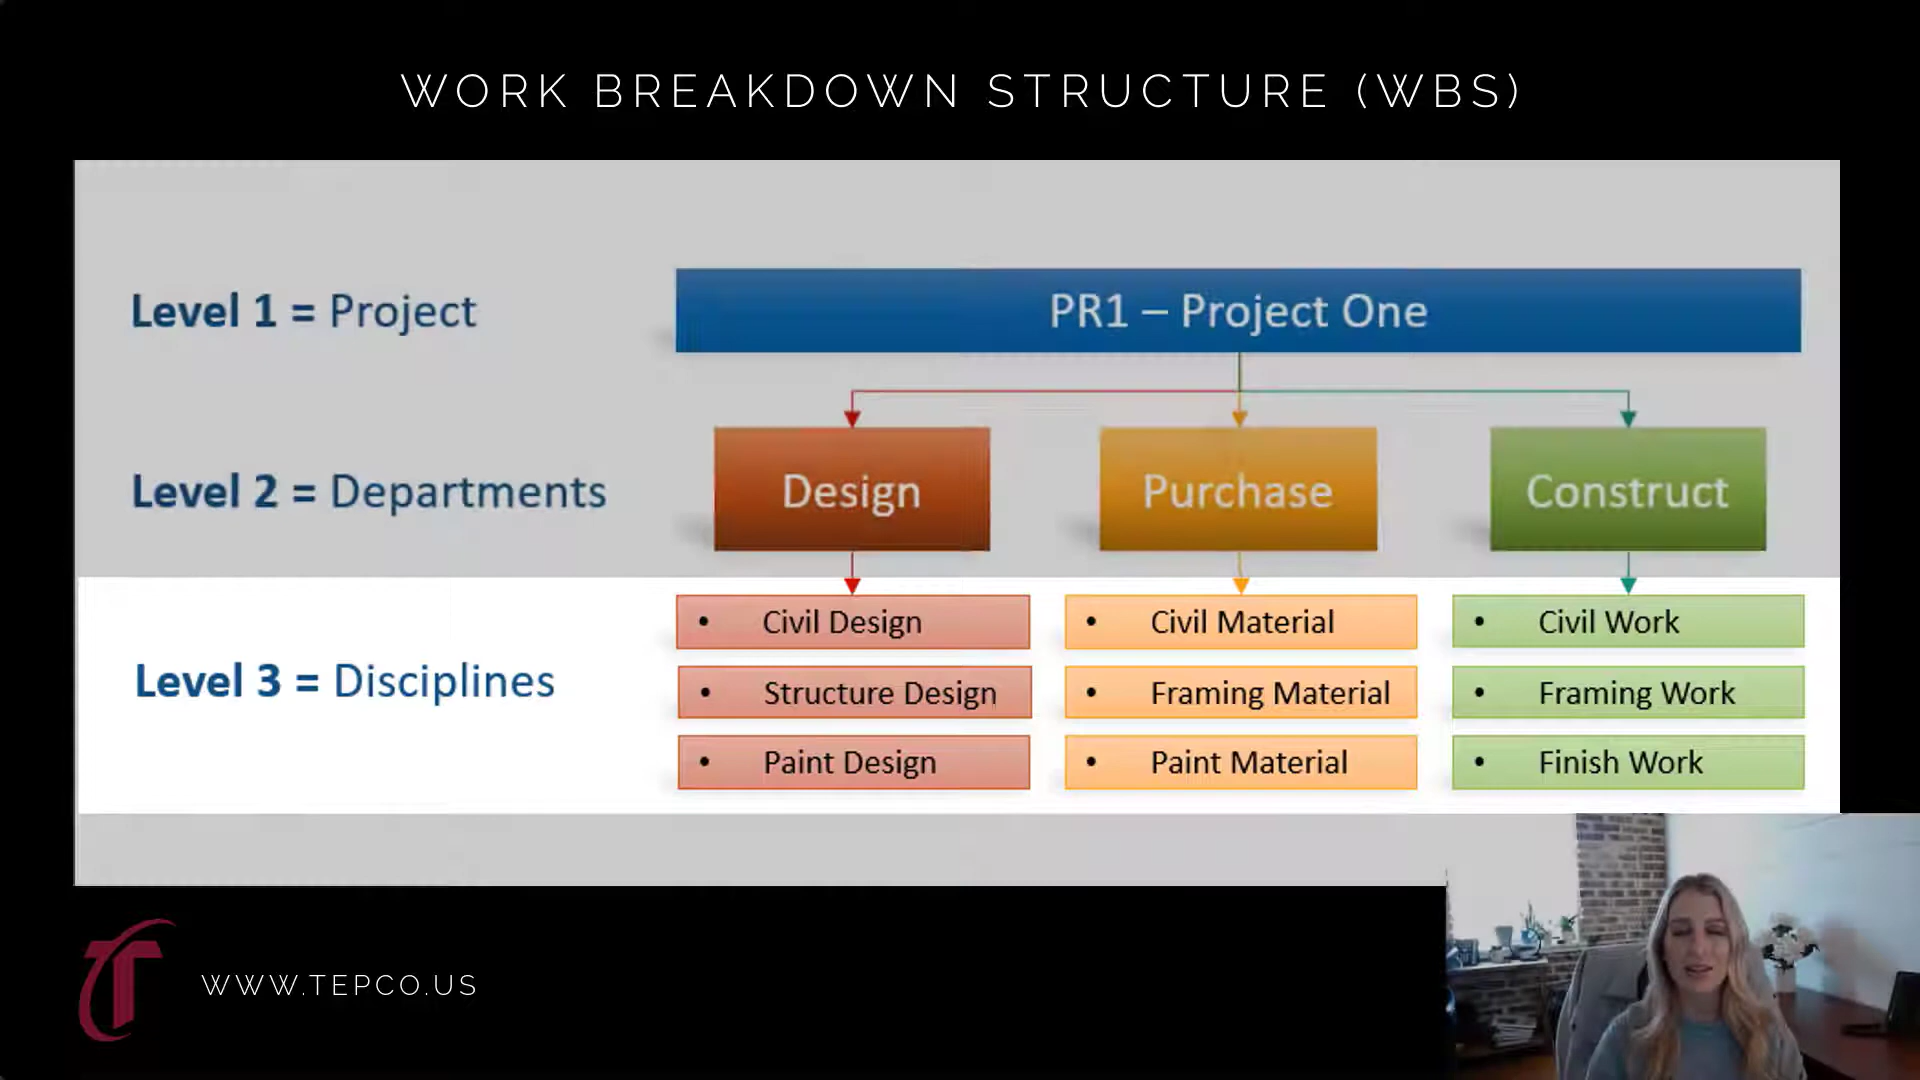 WORK BREAKDOWN STRUCTURE (WBS)
Level 1 = Project
PR1 – Project One
Level 2 = Departments
Design
Purchase
Construct
Level 3 = Disciplines
• Civil Design
• Structure Design
• Paint Design
• Civil Material
• Framing Material
• Paint Material
• Civil Work
• Framing Work
• Finish Work
WWW.TEPCO.US